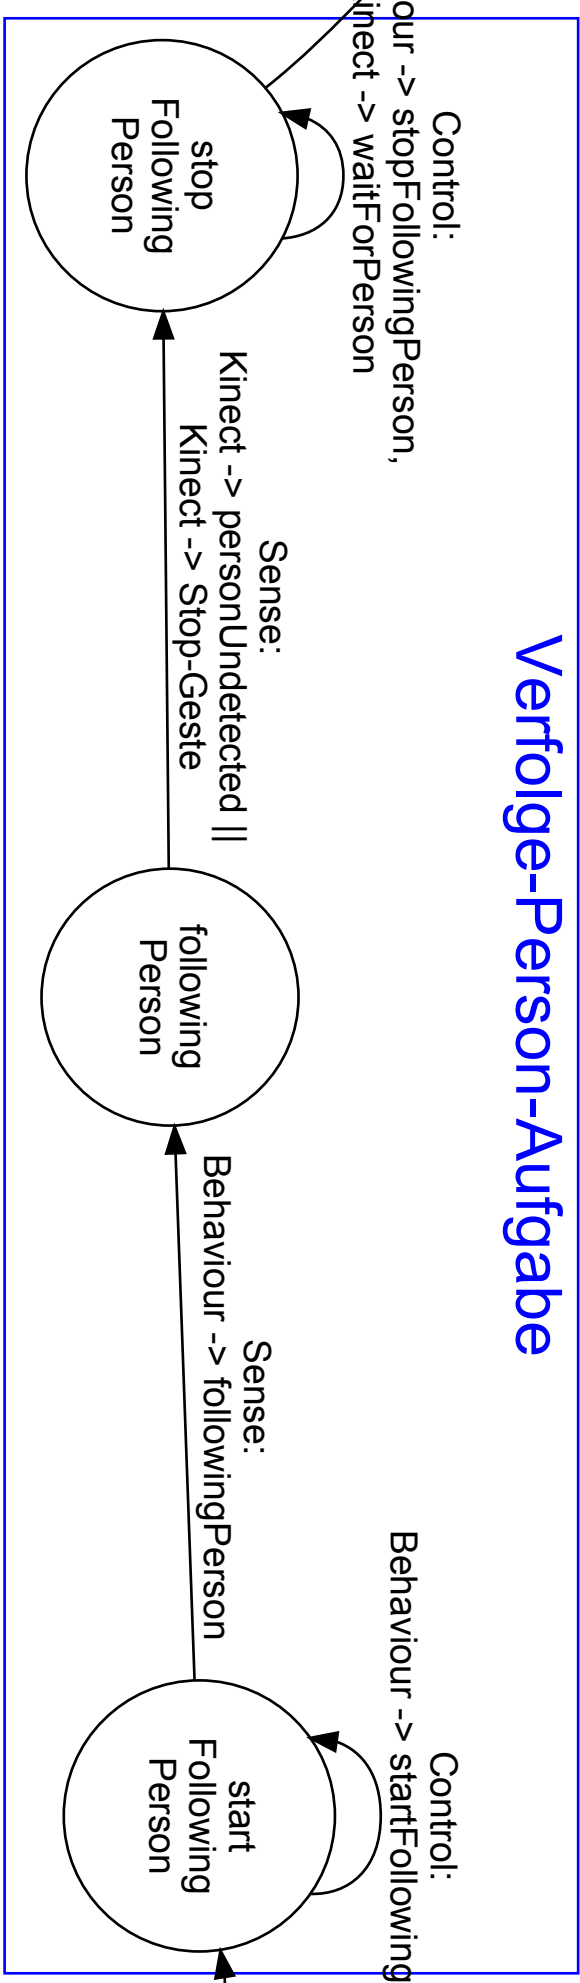 Verfolge-Person-Aufgabe
Control:
our -> stopFollowingPerson,
inect -> waitForPerson
stop
Following
Person
Sense:
Kinect -> personUndetected ||
Kinect -> Stop-Geste
following
Person
Sense:
Behaviour -> followingPerson
Control:
Behaviour -> startFollowing
start
Following
Person